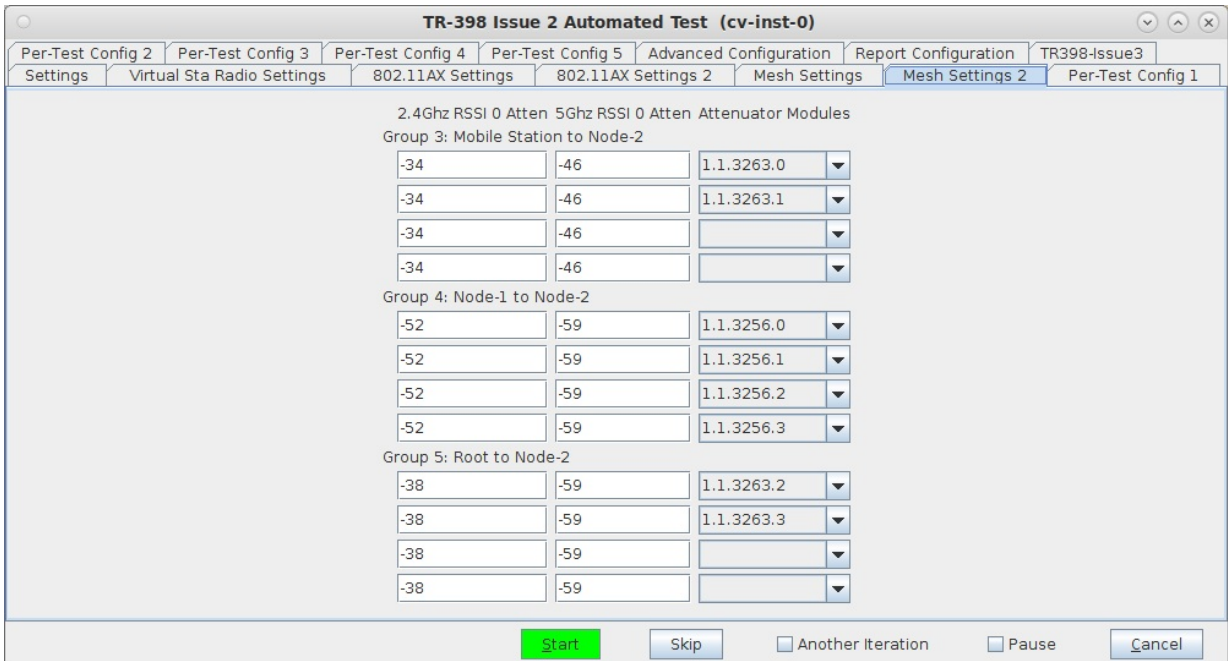 TR-398 Issue 2 Automated Test (cv-inst-0)
Per-Test Config 2 Per-Test Config 3 Per-Test Config 4 Per-Test Config 5 Advanced Configuration Report Configuration TR398-Issue3
Settings Virtual Sta Radio Settings 802.11AX Settings 802.11AX Settings 2 Mesh Settings Mesh Settings 2 Per-Test Config 1
2.4Ghz RSSI 0 Atten 5Ghz RSSI 0 Atten Attenuator Modules
Group 3: Mobile Station to Node-2
-34 -46 1.1.3263.0
-34 -46 1.1.3263.1
-34 -46
-34 -46
Group 4: Node-1 to Node-2
-52 -59 1.1.3256.0
-52 -59 1.1.3256.1
-52 -59 1.1.3256.2
-52 -59 1.1.3256.3
Group 5: Root to Node-2
-38 -59 1.1.3263.2
-38 -59 1.1.3263.3
-38 -59
-38 -59
Start Skip Another Iteration Pause Cancel